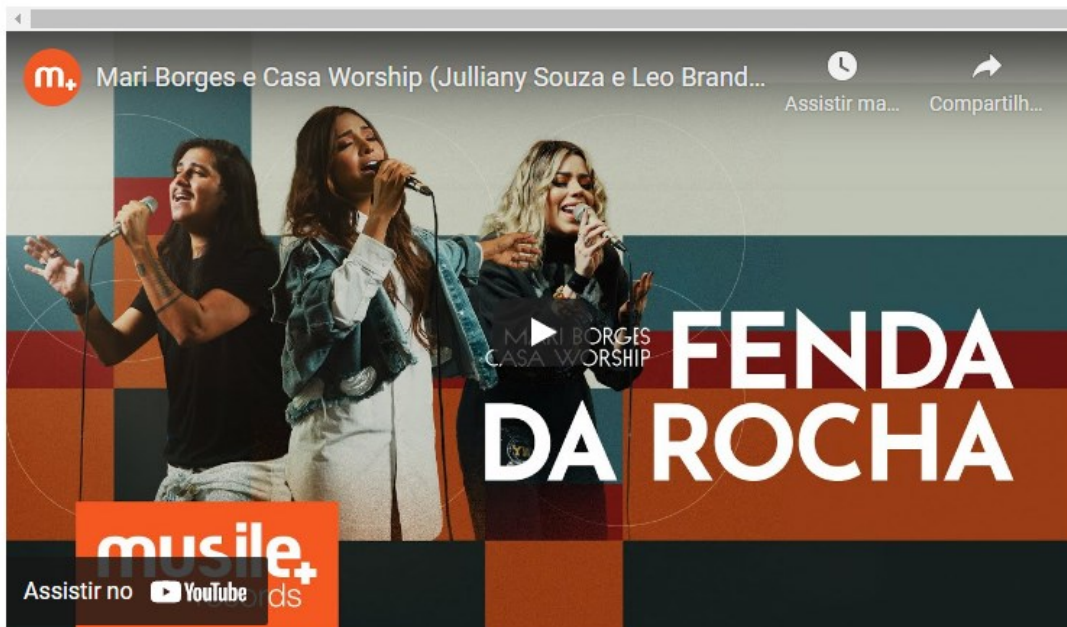 m+
Mari Borges e Casa Worship (Julliany Souza e Leo Brand...
Assistir ma...
Compartilh...
MARI BORGES
CASA WORSHIP
FENDA
DA ROCHA
musile+
records
Assistir no YouTube